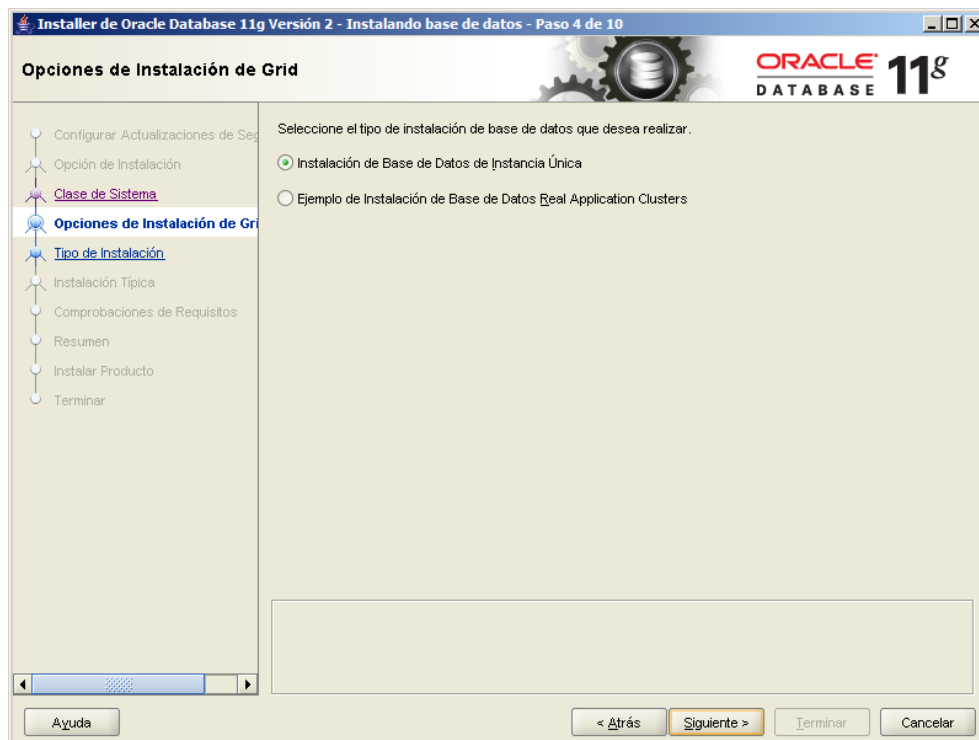 Installer de Oracle Database 11g Versión 2 - Instalando base de datos - Paso 4 de 10
Opciones de Instalación de Grid
ORACLE
DATABASE
11g
Configurar Actualizaciones de Seg
Opción de Instalación
Clase de Sistema
Opciones de Instalación de Gri
Tipo de Instalación
Instalación Típica
Comprobaciones de Requisitos
Resumen
Instalar Producto
Terminar
Seleccione el tipo de instalación de base de datos que desea realizar.
Instalación de Base de Datos de Instancia Única
Ejemplo de Instalación de Base de Datos Real Application Clusters
Ayuda
< Atrás
Siguiente >
Terminar
Cancelar